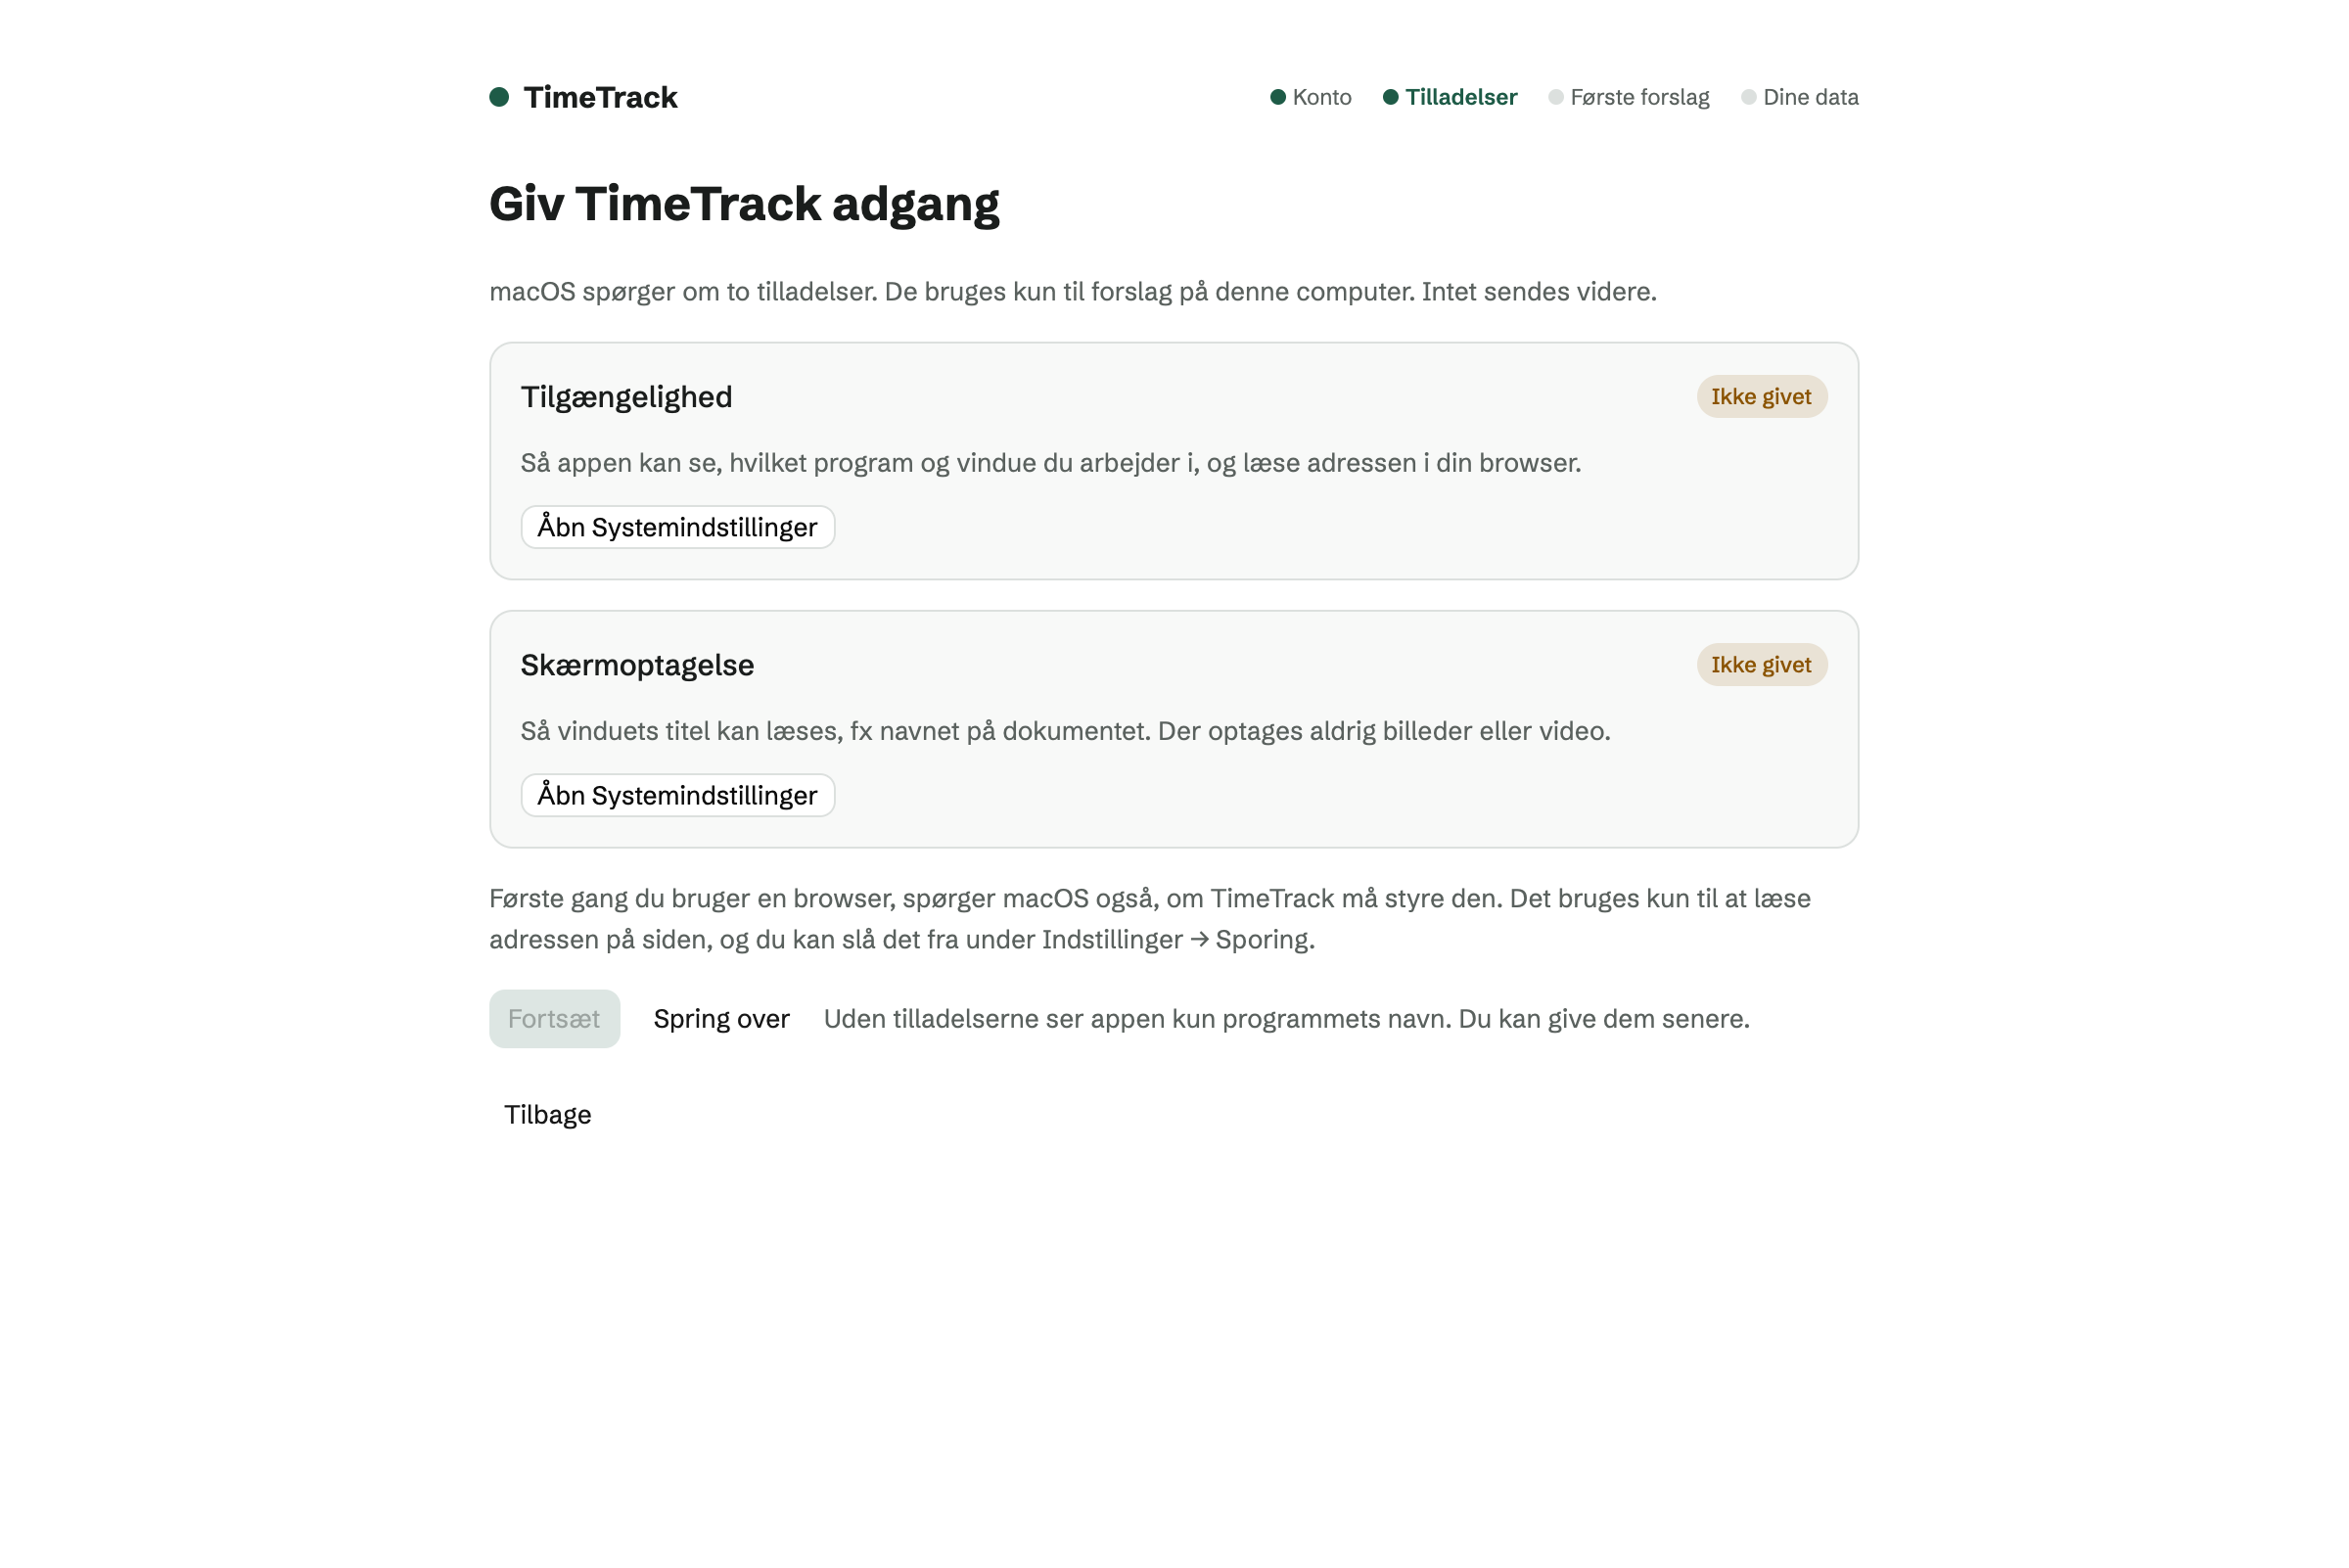 TimeTrack
Konto
Tilladelser
Første forslag
Dine data
Giv TimeTrack adgang
macOS spørger om to tilladelser. De bruges kun til forslag på denne computer. Intet sendes videre.
Tilgængelighed
Ikke givet
Så appen kan se, hvilket program og vindue du arbejder i, og læse adressen i din browser.
Åbn Systemindstillinger
Skærmoptagelse
Ikke givet
Så vinduets titel kan læses, fx navnet på dokumentet. Der optages aldrig billeder eller video.
Åbn Systemindstillinger
Første gang du bruger en browser, spørger macOS også, om TimeTrack må styre den. Det bruges kun til at læse
adressen på siden, og du kan slå det fra under Indstillinger → Sporing.
Fortsæt
Spring over
Uden tilladelserne ser appen kun programmets navn. Du kan give dem senere.
Tilbage